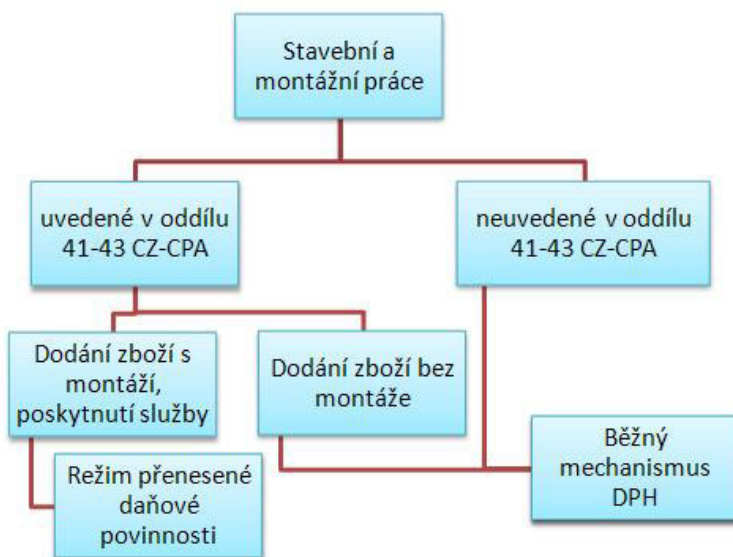 Stavební a
montážní práce
uvedené v oddílu
41-43 CZ-CPA
neuvedené v oddílu
41-43 CZ-CPA
Dodání zboží s
montáží,
poskytnutí služby
Dodání zboží bez
montáže
Režim přenesené
daňové
povinnosti
Běžný
mechanismus
DPH